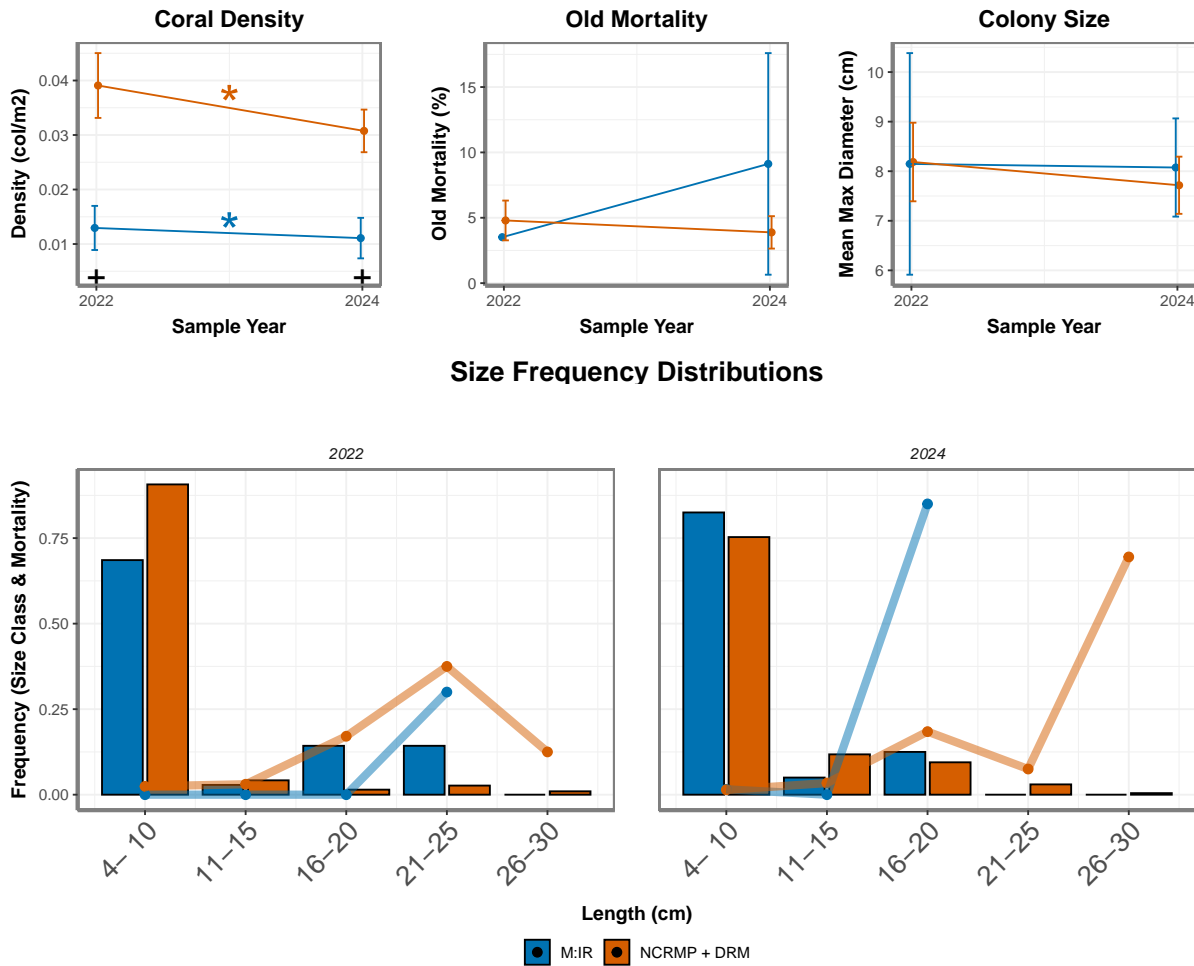 Coral Density
Old Mortality
Colony Size
Density (col/m2)
0.04
0.03
0.02
0.01
*
*
+
+
2022
2024
Sample Year
Old Mortality (%)
15
10
5
0
2022
2024
Sample Year
Mean Max Diameter (cm)
10
9
8
7
6
2022
2024
Sample Year
Size Frequency Distributions
2022
2024
Frequency (Size Class & Mortality)
0.75
0.50
0.25
0.00
4– 10
11–15
16–20
21–25
26–30
4– 10
11–15
16–20
21–25
26–30
Length (cm)
M:IR
NCRMP + DRM